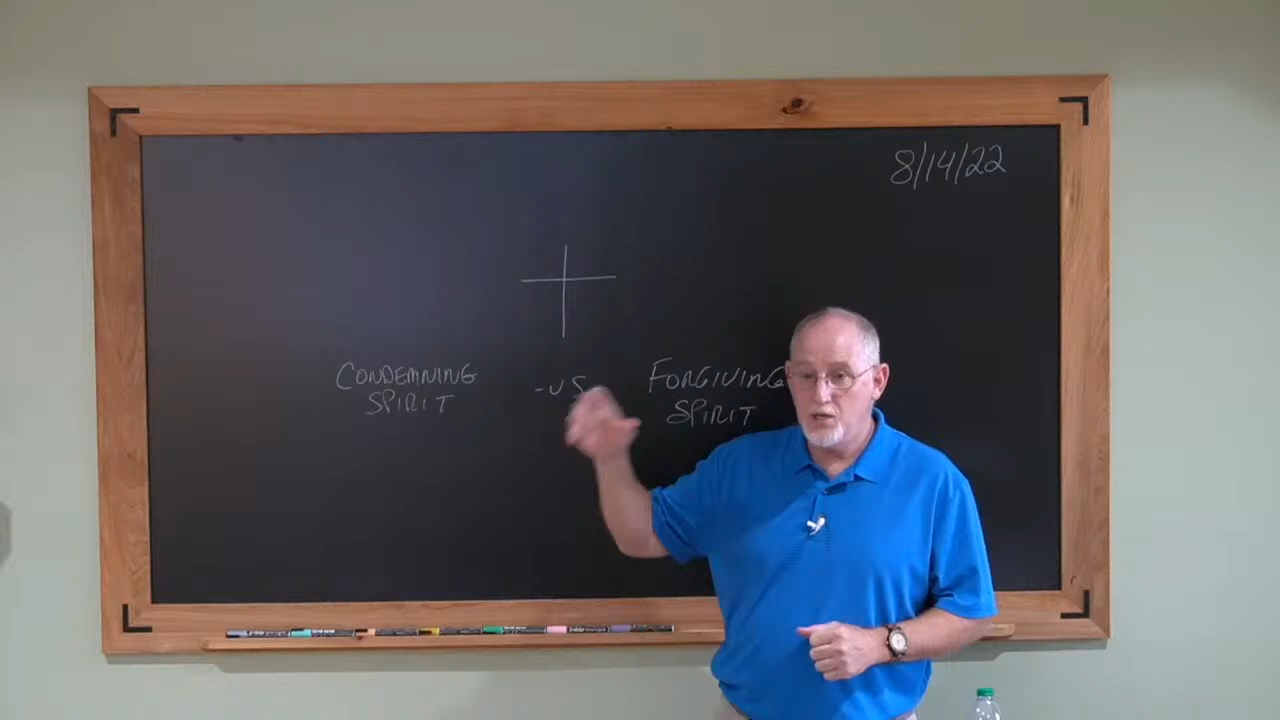 8/14/22
CONDEMNING
SPIRIT
-VS
FORGIVING
SPIRIT